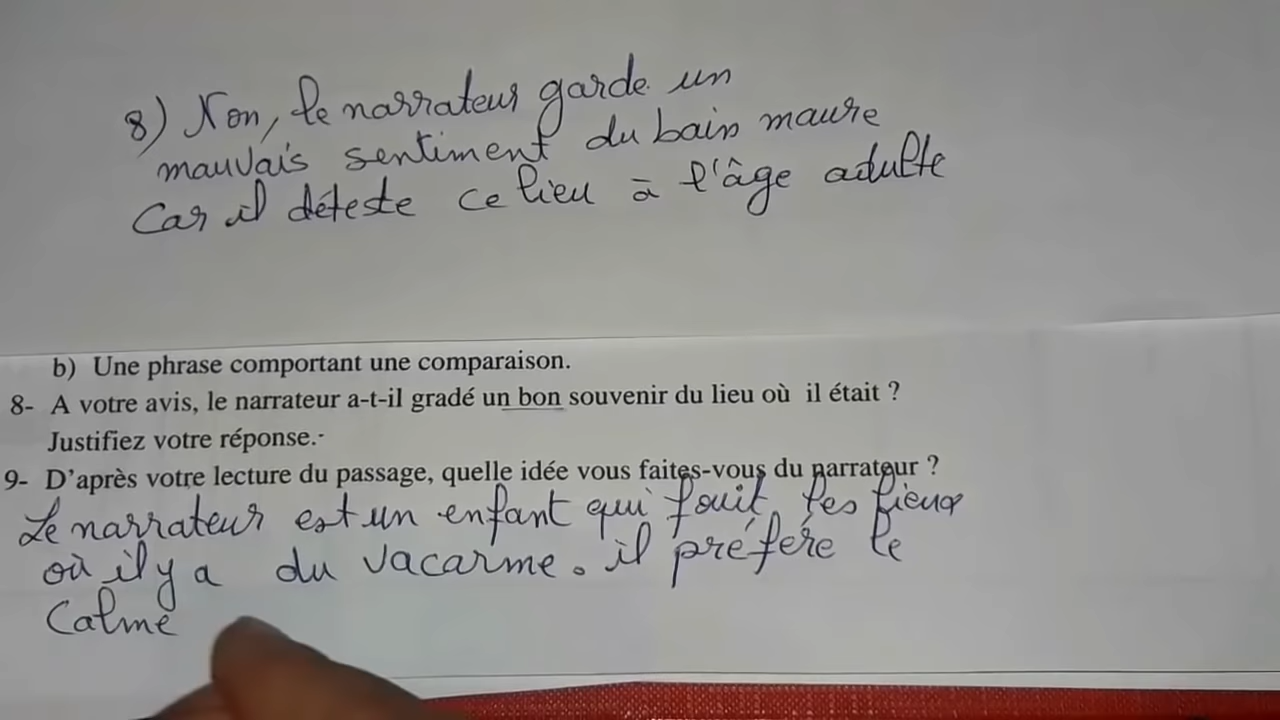 8) Non, le narrateur garde un
mauvais sentiment du bain maure
Car il déteste ce lieu à l'âge adulte
b) Une phrase comportant une comparaison.
8- A votre avis, le narrateur a-t-il gradé un bon souvenir du lieu où il était ?
Justifiez votre réponse.-
9- D'après votre lecture du passage, quelle idée vous faites-vous du narrateur ?
Le narrateur est un enfant qui fouit les lieux
où il y a du vacarme. il préfére le
Calme